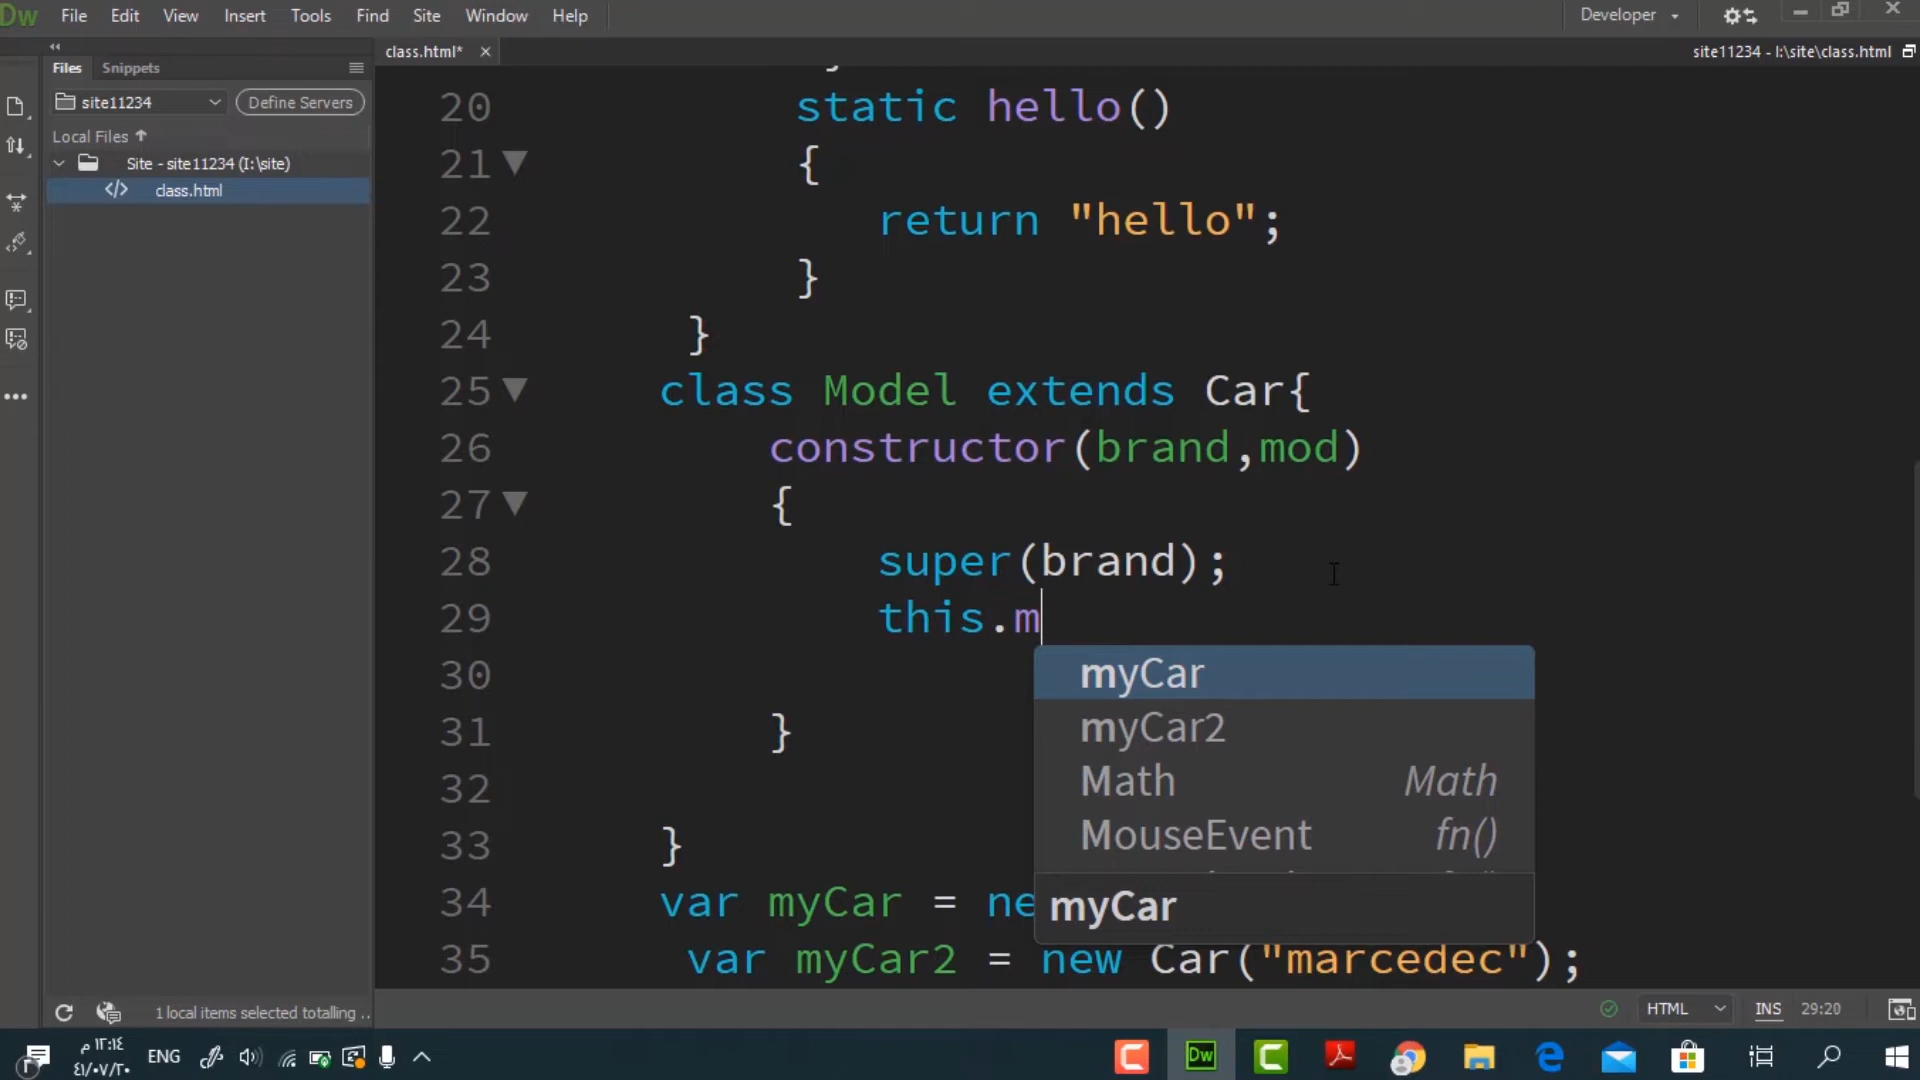 Dw File Edit View Insert Tools Find Site Window Help Developer
Files Snippets
class.html*
site11234 - I:\site\class.html
site11234
Define Servers
Local Files
Site - site11234 (I:\site)
class.html
20 static hello()
21 {
22 return "hello";
23 }
24 }
25 class Model extends Car{
26 constructor(brand,mod)
27 {
28 super(brand);
29 this.m
30
31 }
32
33 }
34 var myCar = ne
35 var myCar2 = new Car("marcedec");
myCar
myCar2
Math Math
MouseEvent fn()
myCar
1 local items selected totalling ..
HTML INS 29:20
ENG
Dw